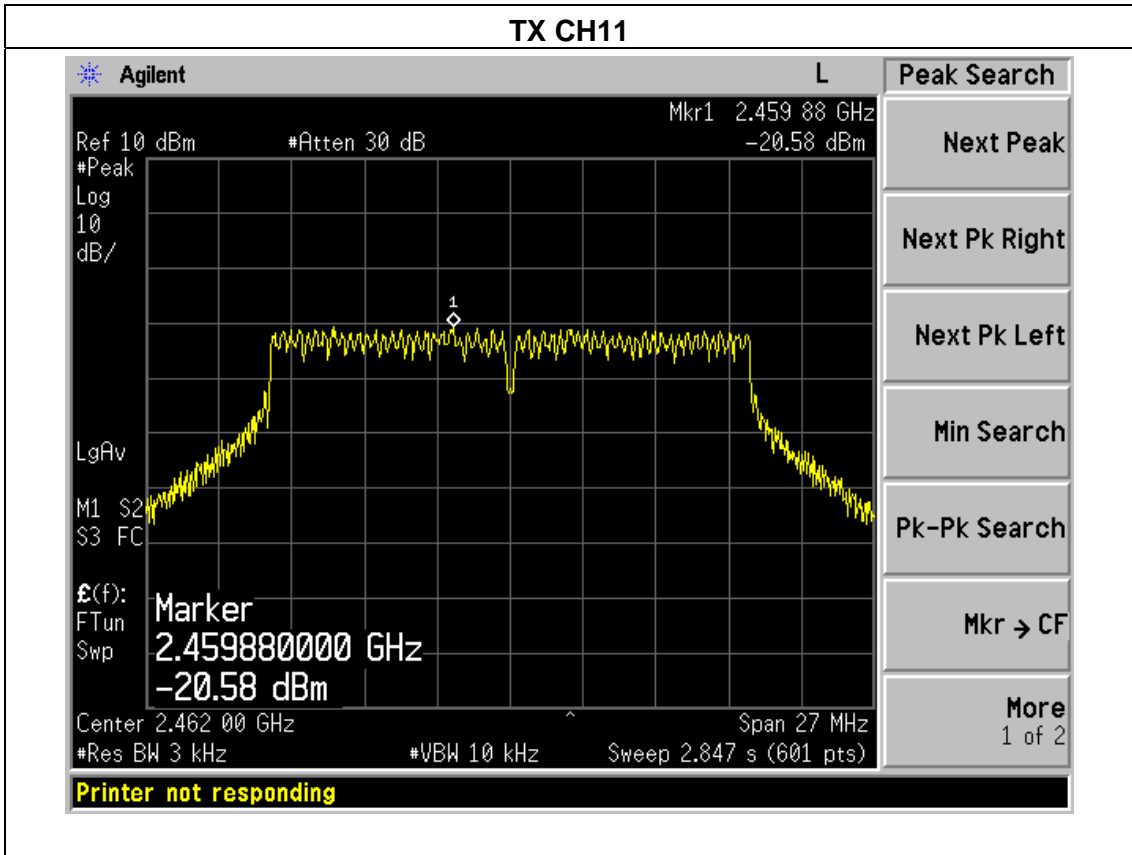 TX CH11
Agilent L Peak Search
Mkr1 2.459 88 GHz
Ref 10 dBm #Atten 30 dB -20.58 dBm
#Peak
Log
10
dB/
1
LgAv
M1 S2
S3 FC
£(f):
FTun
Swp
Marker
2.459880000 GHz
-20.58 dBm
Center 2.462 00 GHz ^ Span 27 MHz
#Res BW 3 kHz #VBW 10 kHz Sweep 2.847 s (601 pts)
Printer not responding
Next Peak
Next Pk Right
Next Pk Left
Min Search
Pk-Pk Search
Mkr → CF
More
1 of 2